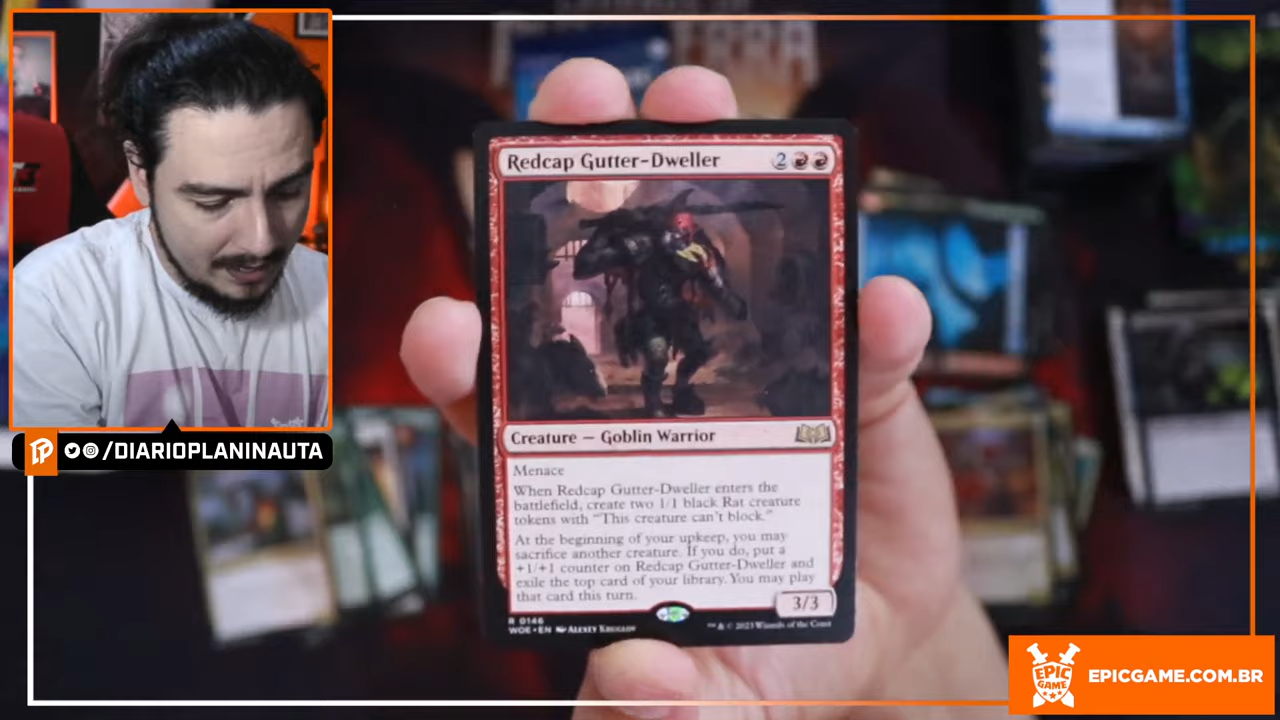 Redcap Gutter-Dweller 2
Creature — Goblin Warrior
Menace
When Redcap Gutter-Dweller enters the
battlefield, create two 1/1 black Rat creature
tokens with “This creature can't block.”
At the beginning of your upkeep, you may
sacrifice another creature. If you do, put a
+1/+1 counter on Redcap Gutter-Dweller and
exile the top card of your library. You may play
that card this turn.
3/3
R 0146
WOE • EN Alexey Kruglov
™ & © 2023 Wizards of the Coast
/DIARIOPLANINAUTA
EPIC
GAME
EPICGAME.COM.BR